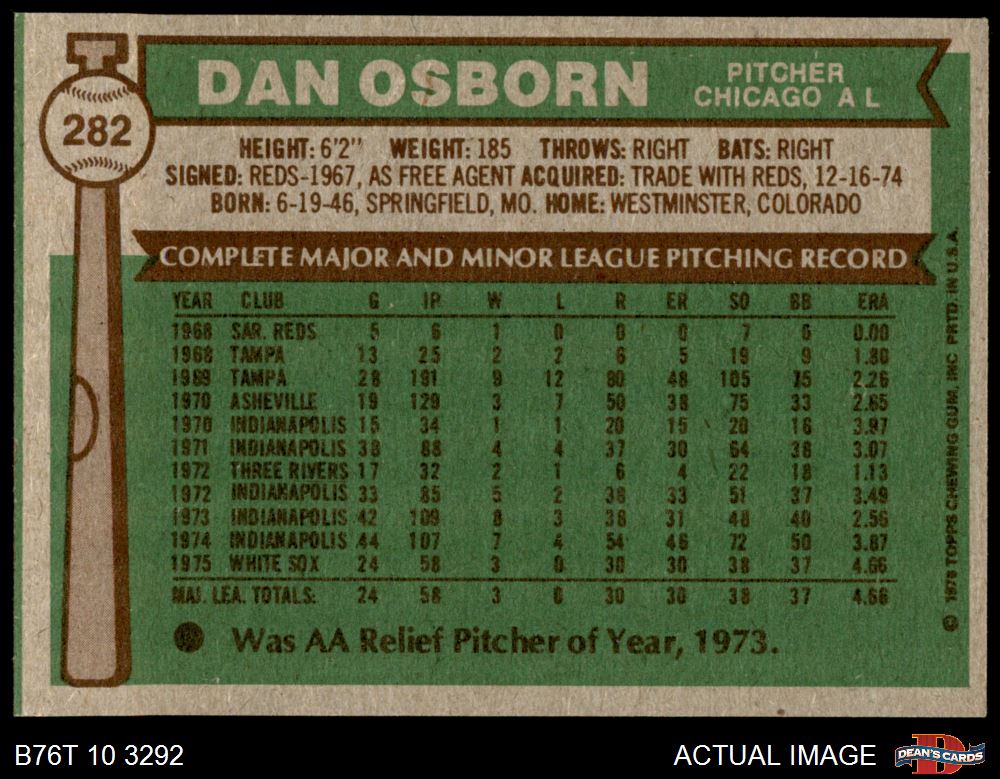 DAN OSBORN
PITCHER
CHICAGO A L
282
HEIGHT: 6'2" WEIGHT: 185 THROWS: RIGHT BATS: RIGHT
SIGNED: REDS-1967, AS FREE AGENT ACQUIRED: TRADE WITH REDS, 12-16-74
BORN: 6-19-46, SPRINGFIELD, MO. HOME: WESTMINSTER, COLORADO
COMPLETE MAJOR AND MINOR LEAGUE PITCHING RECORD
YEAR CLUB G IP W L R ER SO BB ERA
1968 SAR. REDS 5 6 1 0 0 0 7 6 0.00
1968 TAMPA 13 25 2 2 6 5 19 9 1.80
1969 TAMPA 28 191 9 12 80 48 105 75 2.26
1970 ASHEVILLE 19 129 3 7 50 38 75 33 2.65
1970 INDIANAPOLIS 15 34 1 1 20 15 20 16 3.97
1971 INDIANAPOLIS 38 88 4 4 37 30 64 38 3.07
1972 THREE RIVERS 17 32 2 1 6 4 22 18 1.13
1972 INDIANAPOLIS 33 85 5 2 38 33 51 37 3.49
1973 INDIANAPOLIS 42 109 8 3 38 31 48 40 2.56
1974 INDIANAPOLIS 44 107 7 4 54 46 72 50 3.87
1975 WHITE SOX 24 58 3 0 30 30 38 37 4.66
MAJ. LEA. TOTALS: 24 58 3 0 30 30 38 37 4.66
Was AA Relief Pitcher of Year, 1973.
© 1976 TOPPS CHEWING GUM, INC PRTD. IN U.S.A.
B76T 10 3292
ACTUAL IMAGE
DEAN'S CARDS